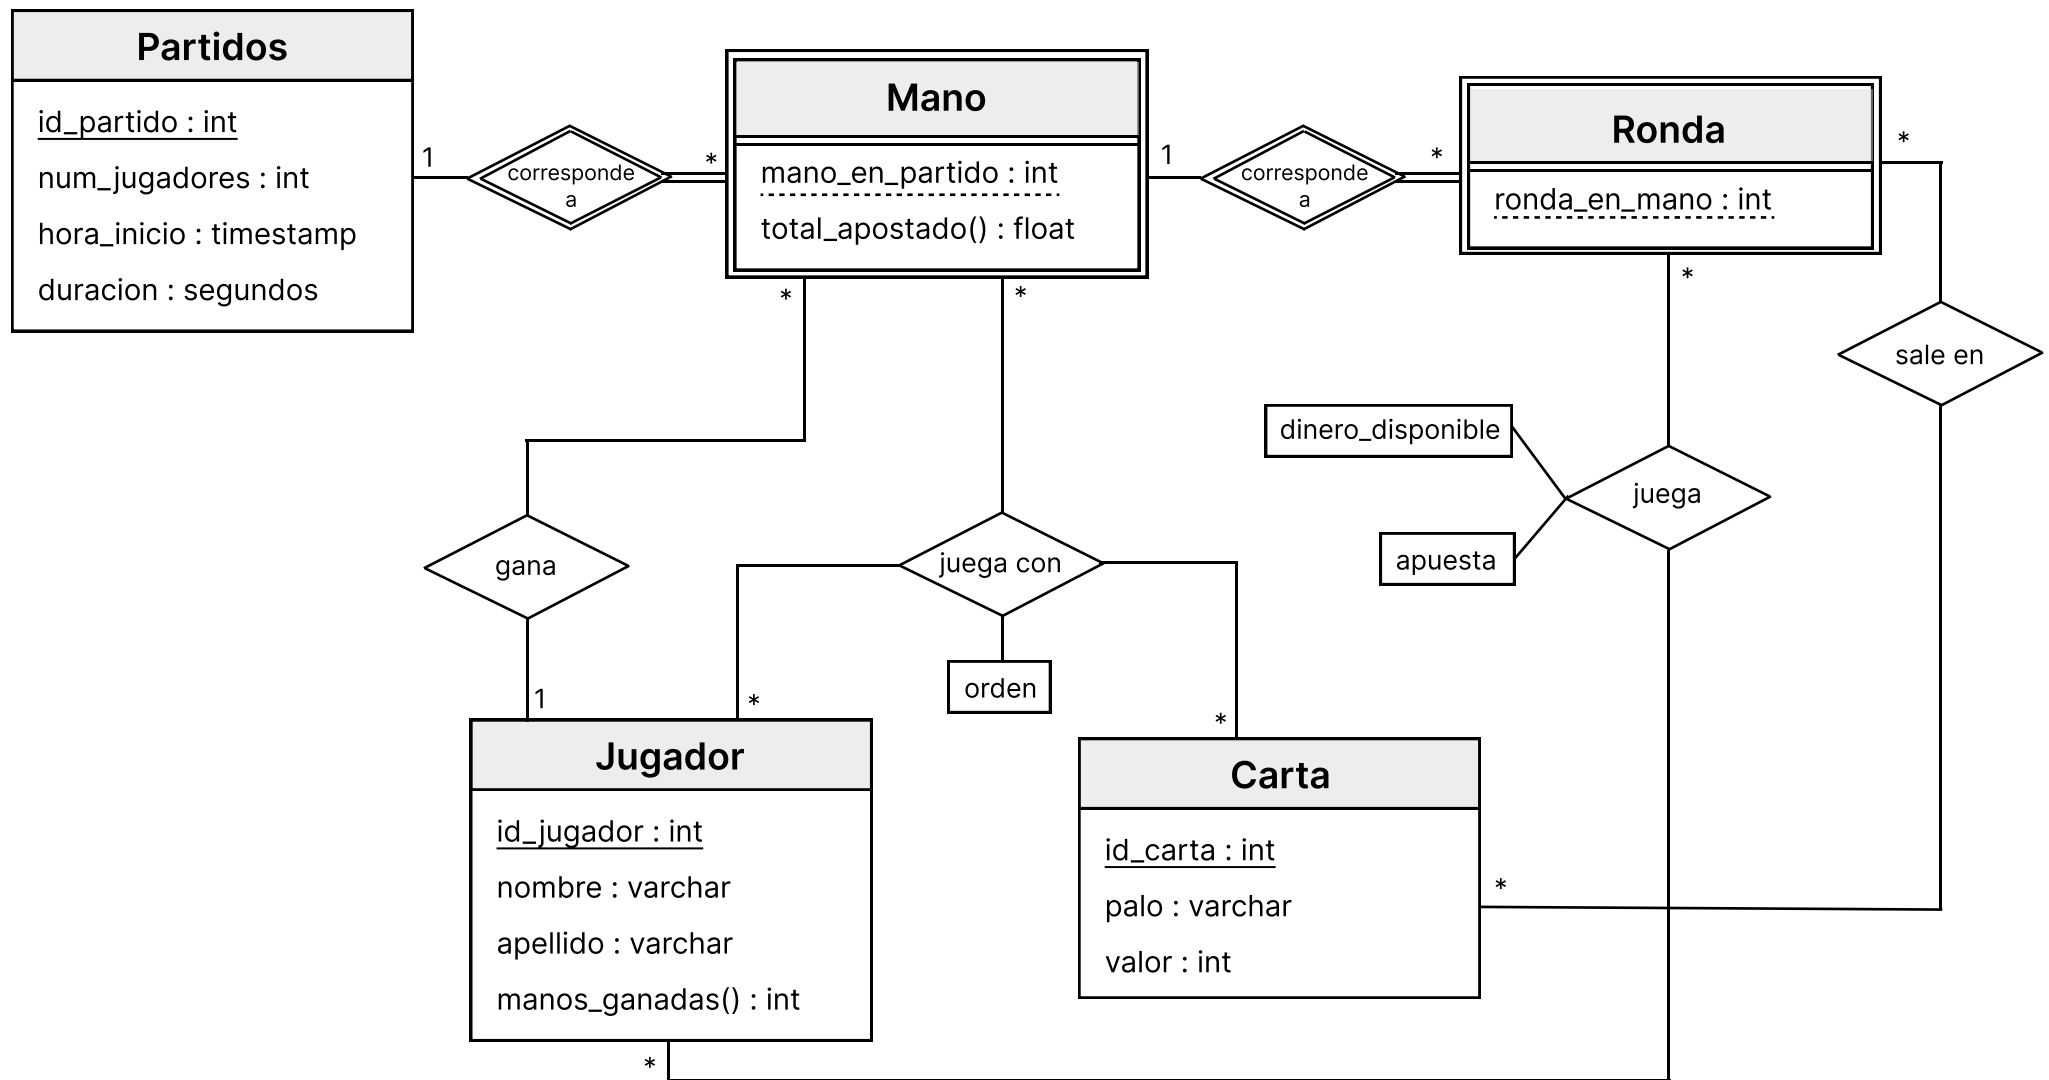 Partidos
id_partido : int
num_jugadores : int
hora_inicio : timestamp
duracion : segundos
1
corresponde
a
*
Mano
mano_en_partido : int
total_apostado() : float
1
corresponde
a
*
Ronda
ronda_en_mano : int
*
*
*
*
sale en
dinero_disponible
juega
apuesta
gana
juega con
orden
1
*
*
Jugador
id_jugador : int
nombre : varchar
apellido : varchar
manos_ganadas() : int
*
Carta
id_carta : int
palo : varchar
valor : int
*